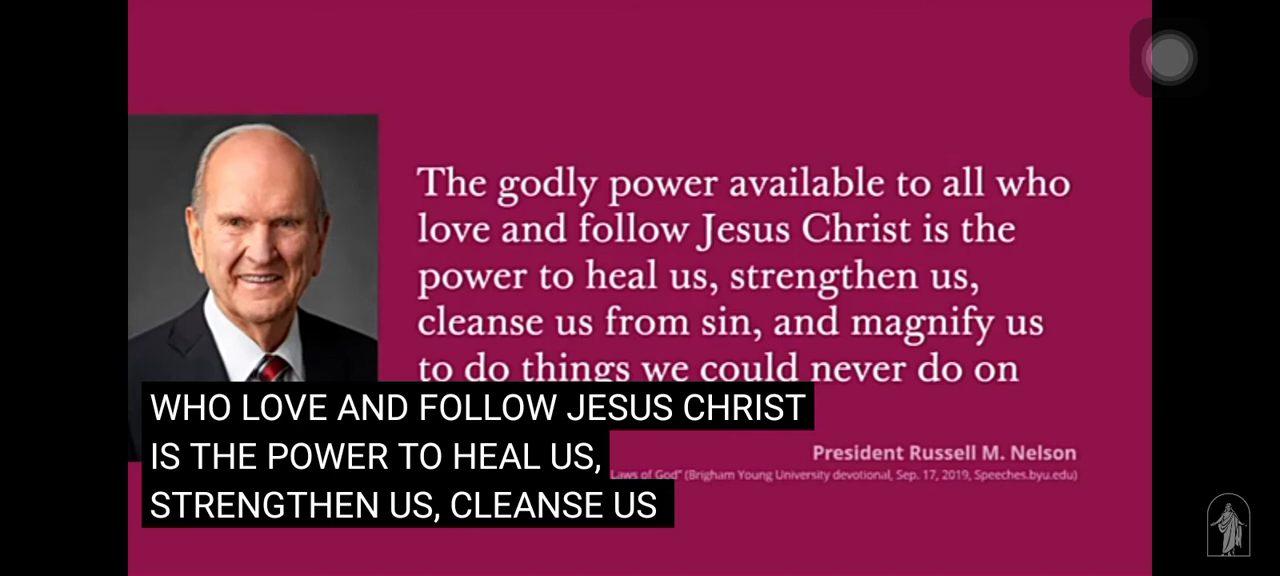 The godly power available to all who
love and follow Jesus Christ is the
power to heal us, strengthen us,
cleanse us from sin, and magnify us
to do things we could never do on
WHO LOVE AND FOLLOW JESUS CHRIST
IS THE POWER TO HEAL US,
STRENGTHEN US, CLEANSE US
President Russell M. Nelson
Laws of God” (Brigham Young University devotional, Sep. 17, 2019, Speeches.byu.edu)